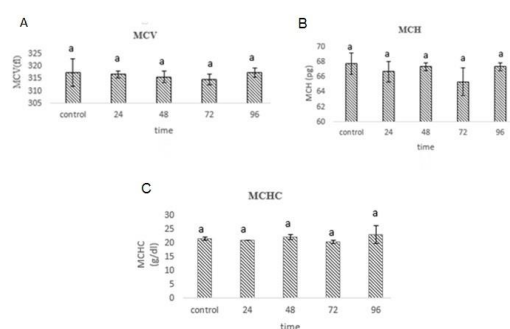 A
MCV
MCV(fl)
325
320
315
310
305
a a a a a
control 24 48 72 96
time
B
MCH
MCH (pg)
70
68
66
64
62
60
a a a a a
control 24 48 72 96
time
C
MCHC
MCHC
(g/dl)
30
25
20
15
10
5
0
a a a a a
control 24 48 72 96
time